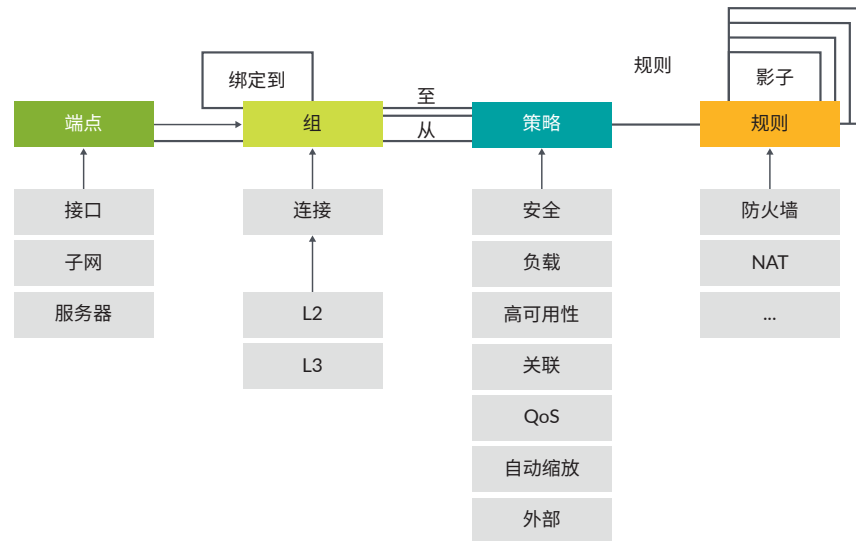 绑定到
至
从
规则
影子
端点
组
策略
规则
接口
子网
服务器
连接
L2
L3
安全
负载
高可用性
关联
QoS
自动缩放
外部
防火墙
NAT
...